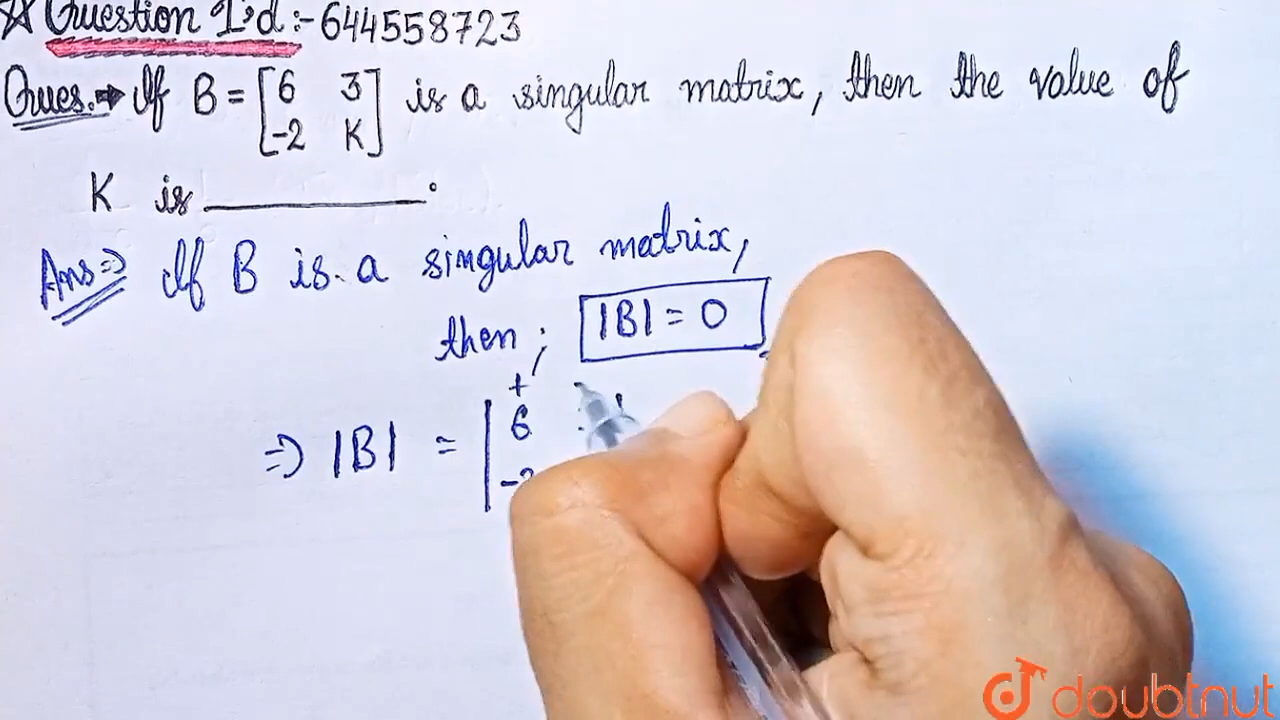 ☆ Question I'd :- 644558723
Ques. → If B = [6 3] is a singular matrix, then the value of
[-2 K]
K is ________.
Ans ⇒ If B is a singular matrix,
then ; |B| = 0
+
⇒ |B| = | 6
-2
doubtnut